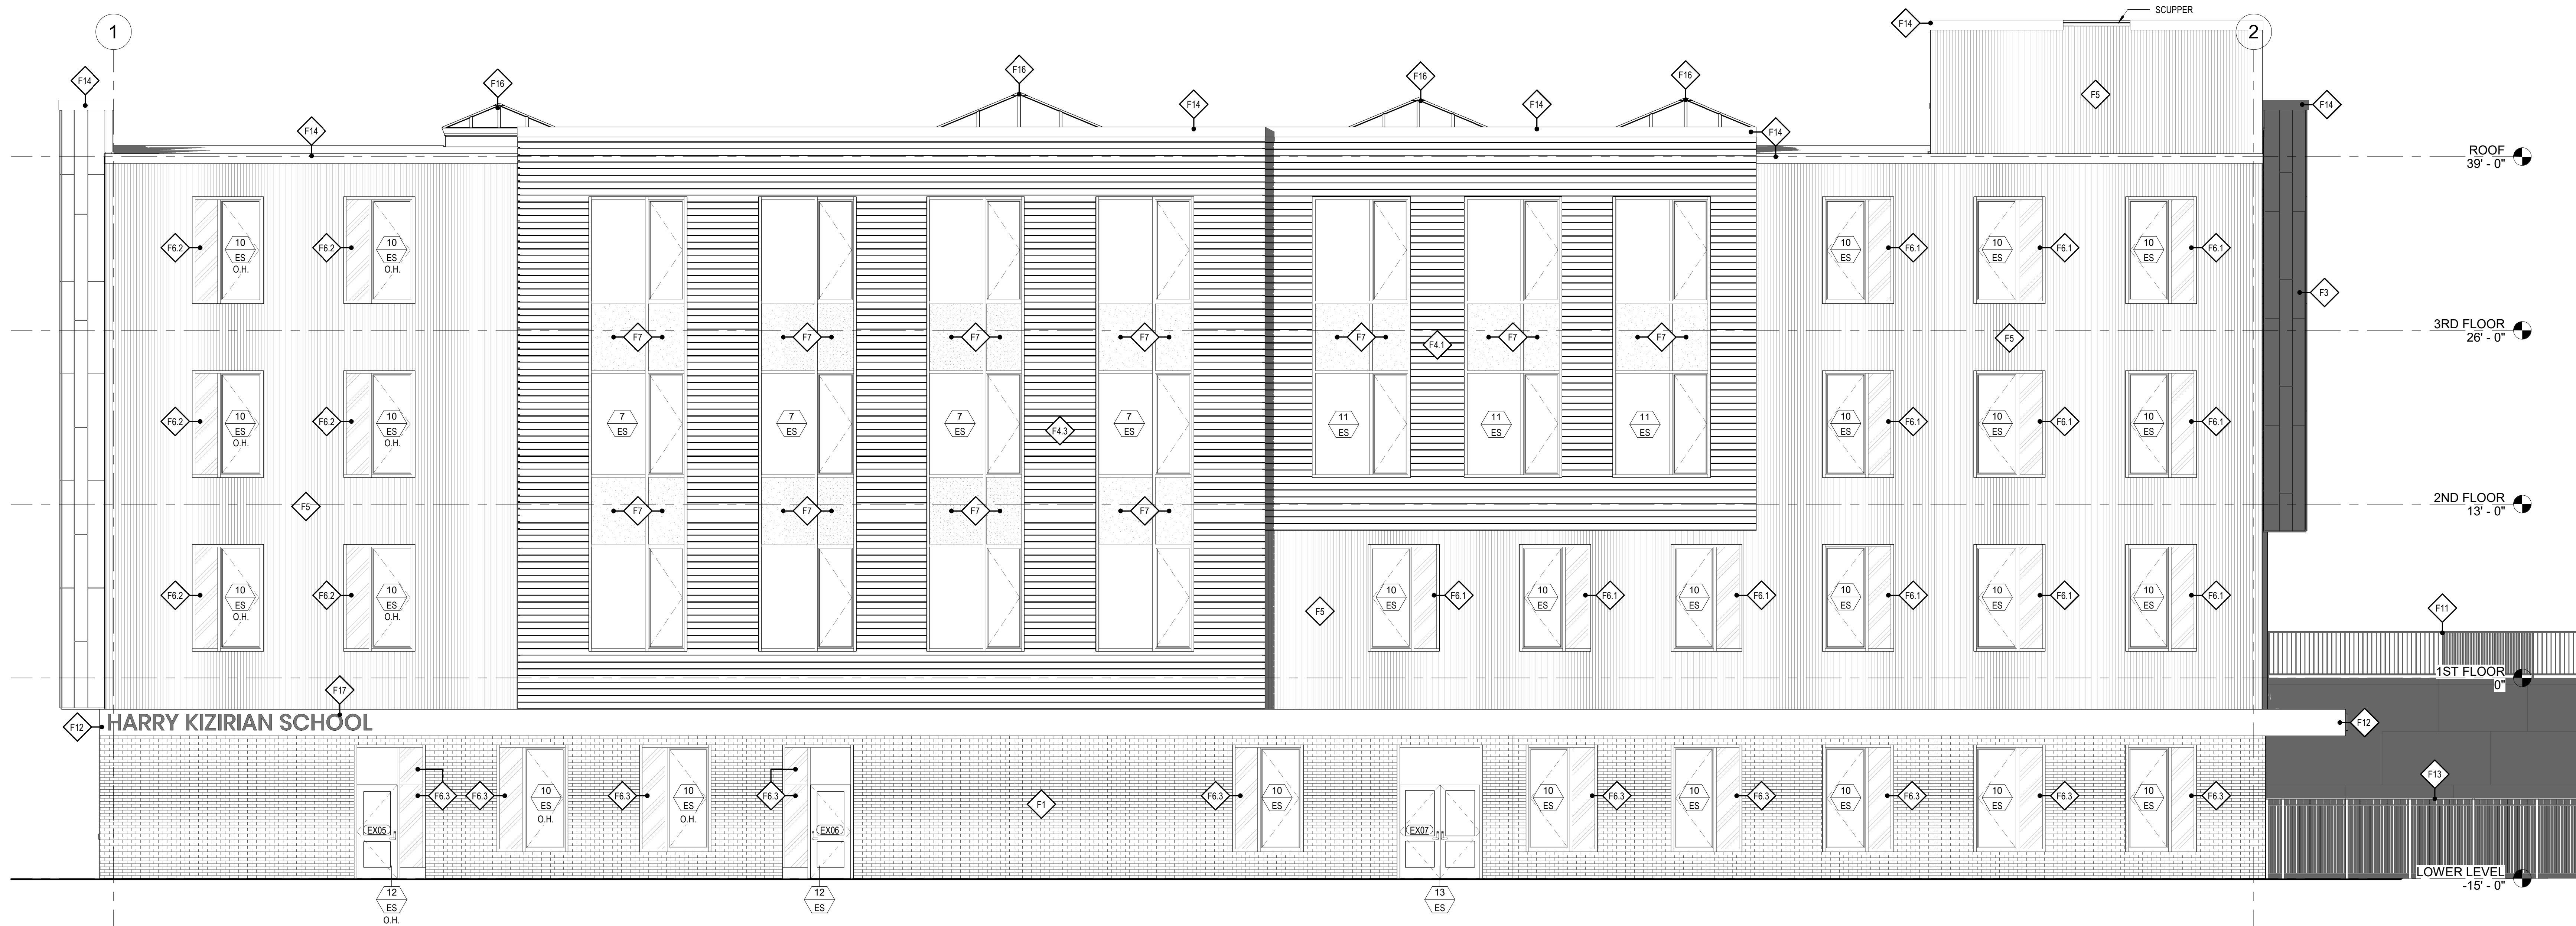 1
2
SCUPPER
F14
F14
F16
F16
F16
F16
F14
F14
F14
F14
F14
F5
ROOF
39' - 0"
F6.2
10
ES
O.H.
F6.2
10
ES
O.H.
10
ES
F6.1
10
ES
F6.1
10
ES
F6.1
F3
F7
F7
F7
F7
F7
F4.1
F7
F7
F5
3RD FLOOR
26' - 0"
F6.2
10
ES
O.H.
F6.2
10
ES
O.H.
7
ES
7
ES
7
ES
F4.3
7
ES
11
ES
11
ES
11
ES
10
ES
F6.1
10
ES
F6.1
10
ES
F6.1
F5
F7
F7
F7
F7
2ND FLOOR
13' - 0"
F6.2
10
ES
O.H.
F6.2
10
ES
O.H.
F5
10
ES
F6.1
10
ES
F6.1
10
ES
F6.1
10
ES
F6.1
10
ES
F6.1
10
ES
F6.1
F11
1ST FLOOR
0"
F17
F12
HARRY KIZIRIAN SCHOOL
F12
F6.3
F6.3
10
ES
O.H.
F6.3
10
ES
O.H.
F6.3
F1
F6.3
10
ES
10
ES
F6.3
10
ES
F6.3
10
ES
F6.3
10
ES
F6.3
10
ES
F6.3
F13
EX05
EX06
EX07
LOWER LEVEL
-15' - 0"
12
ES
O.H.
12
ES
13
ES